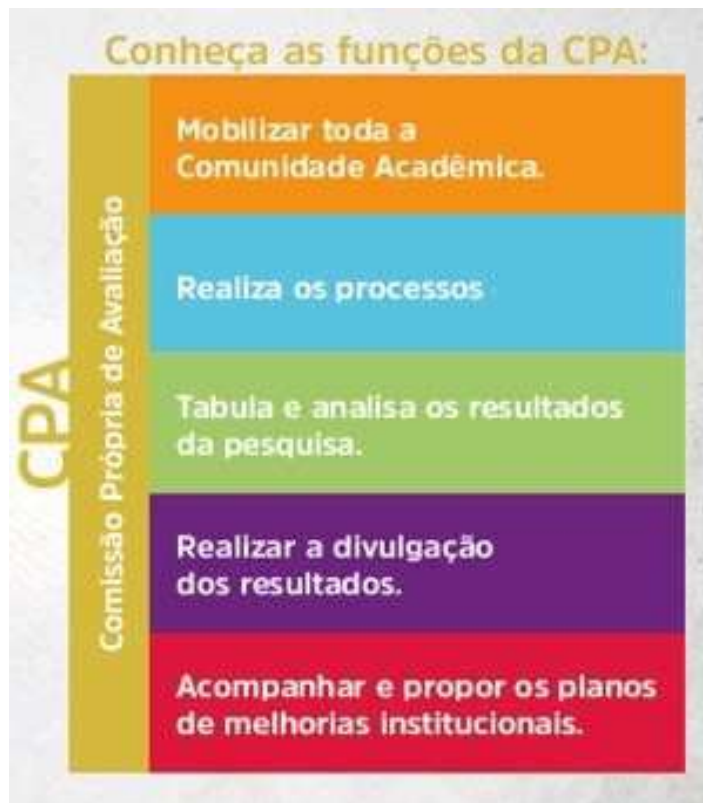 Conheça as funções da CPA:
CPA
Comissão Própria de Avaliação
Mobilizar toda a
Comunidade Acadêmica.
Realiza os processos
Tabula e analisa os resultados
da pesquisa.
Realizar a divulgação
dos resultados.
Acompanhar e propor os planos
de melhorias institucionais.